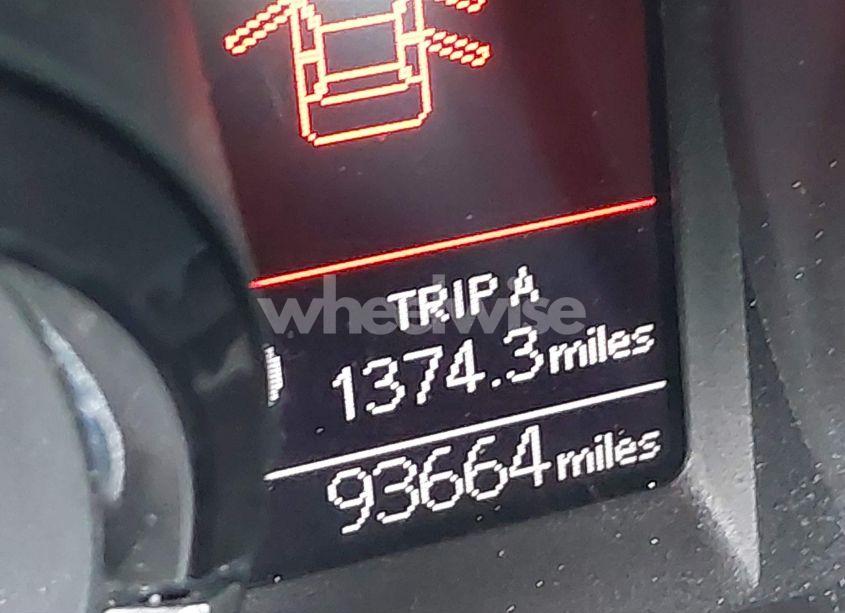 wheelwise
TRIP A
1374.3 miles
93664 miles